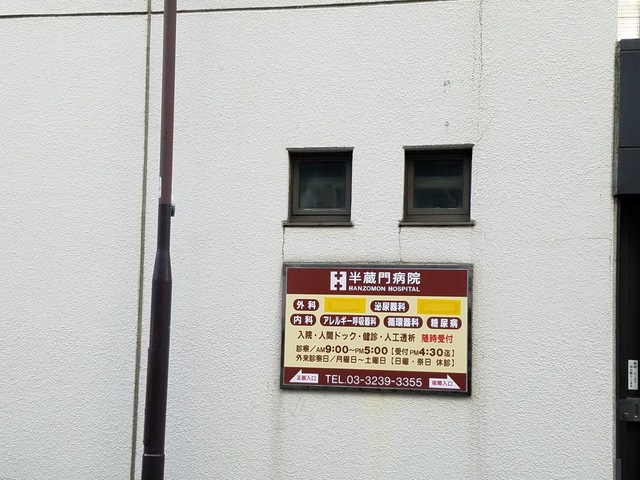 半蔵門病院
HANZOMON HOSPITAL
外科 泌尿器科
内科 アレルギー呼吸器科 循環器科 糖尿病
入院・人間ドック・健診・人工透析 随時受付
診察/AM9:00~PM5:00【受付PM4:30迄】
外来診察日/月曜日~土曜日【日曜・祭日 休診】
正面入口 TEL.03-3239-3355 夜間入口